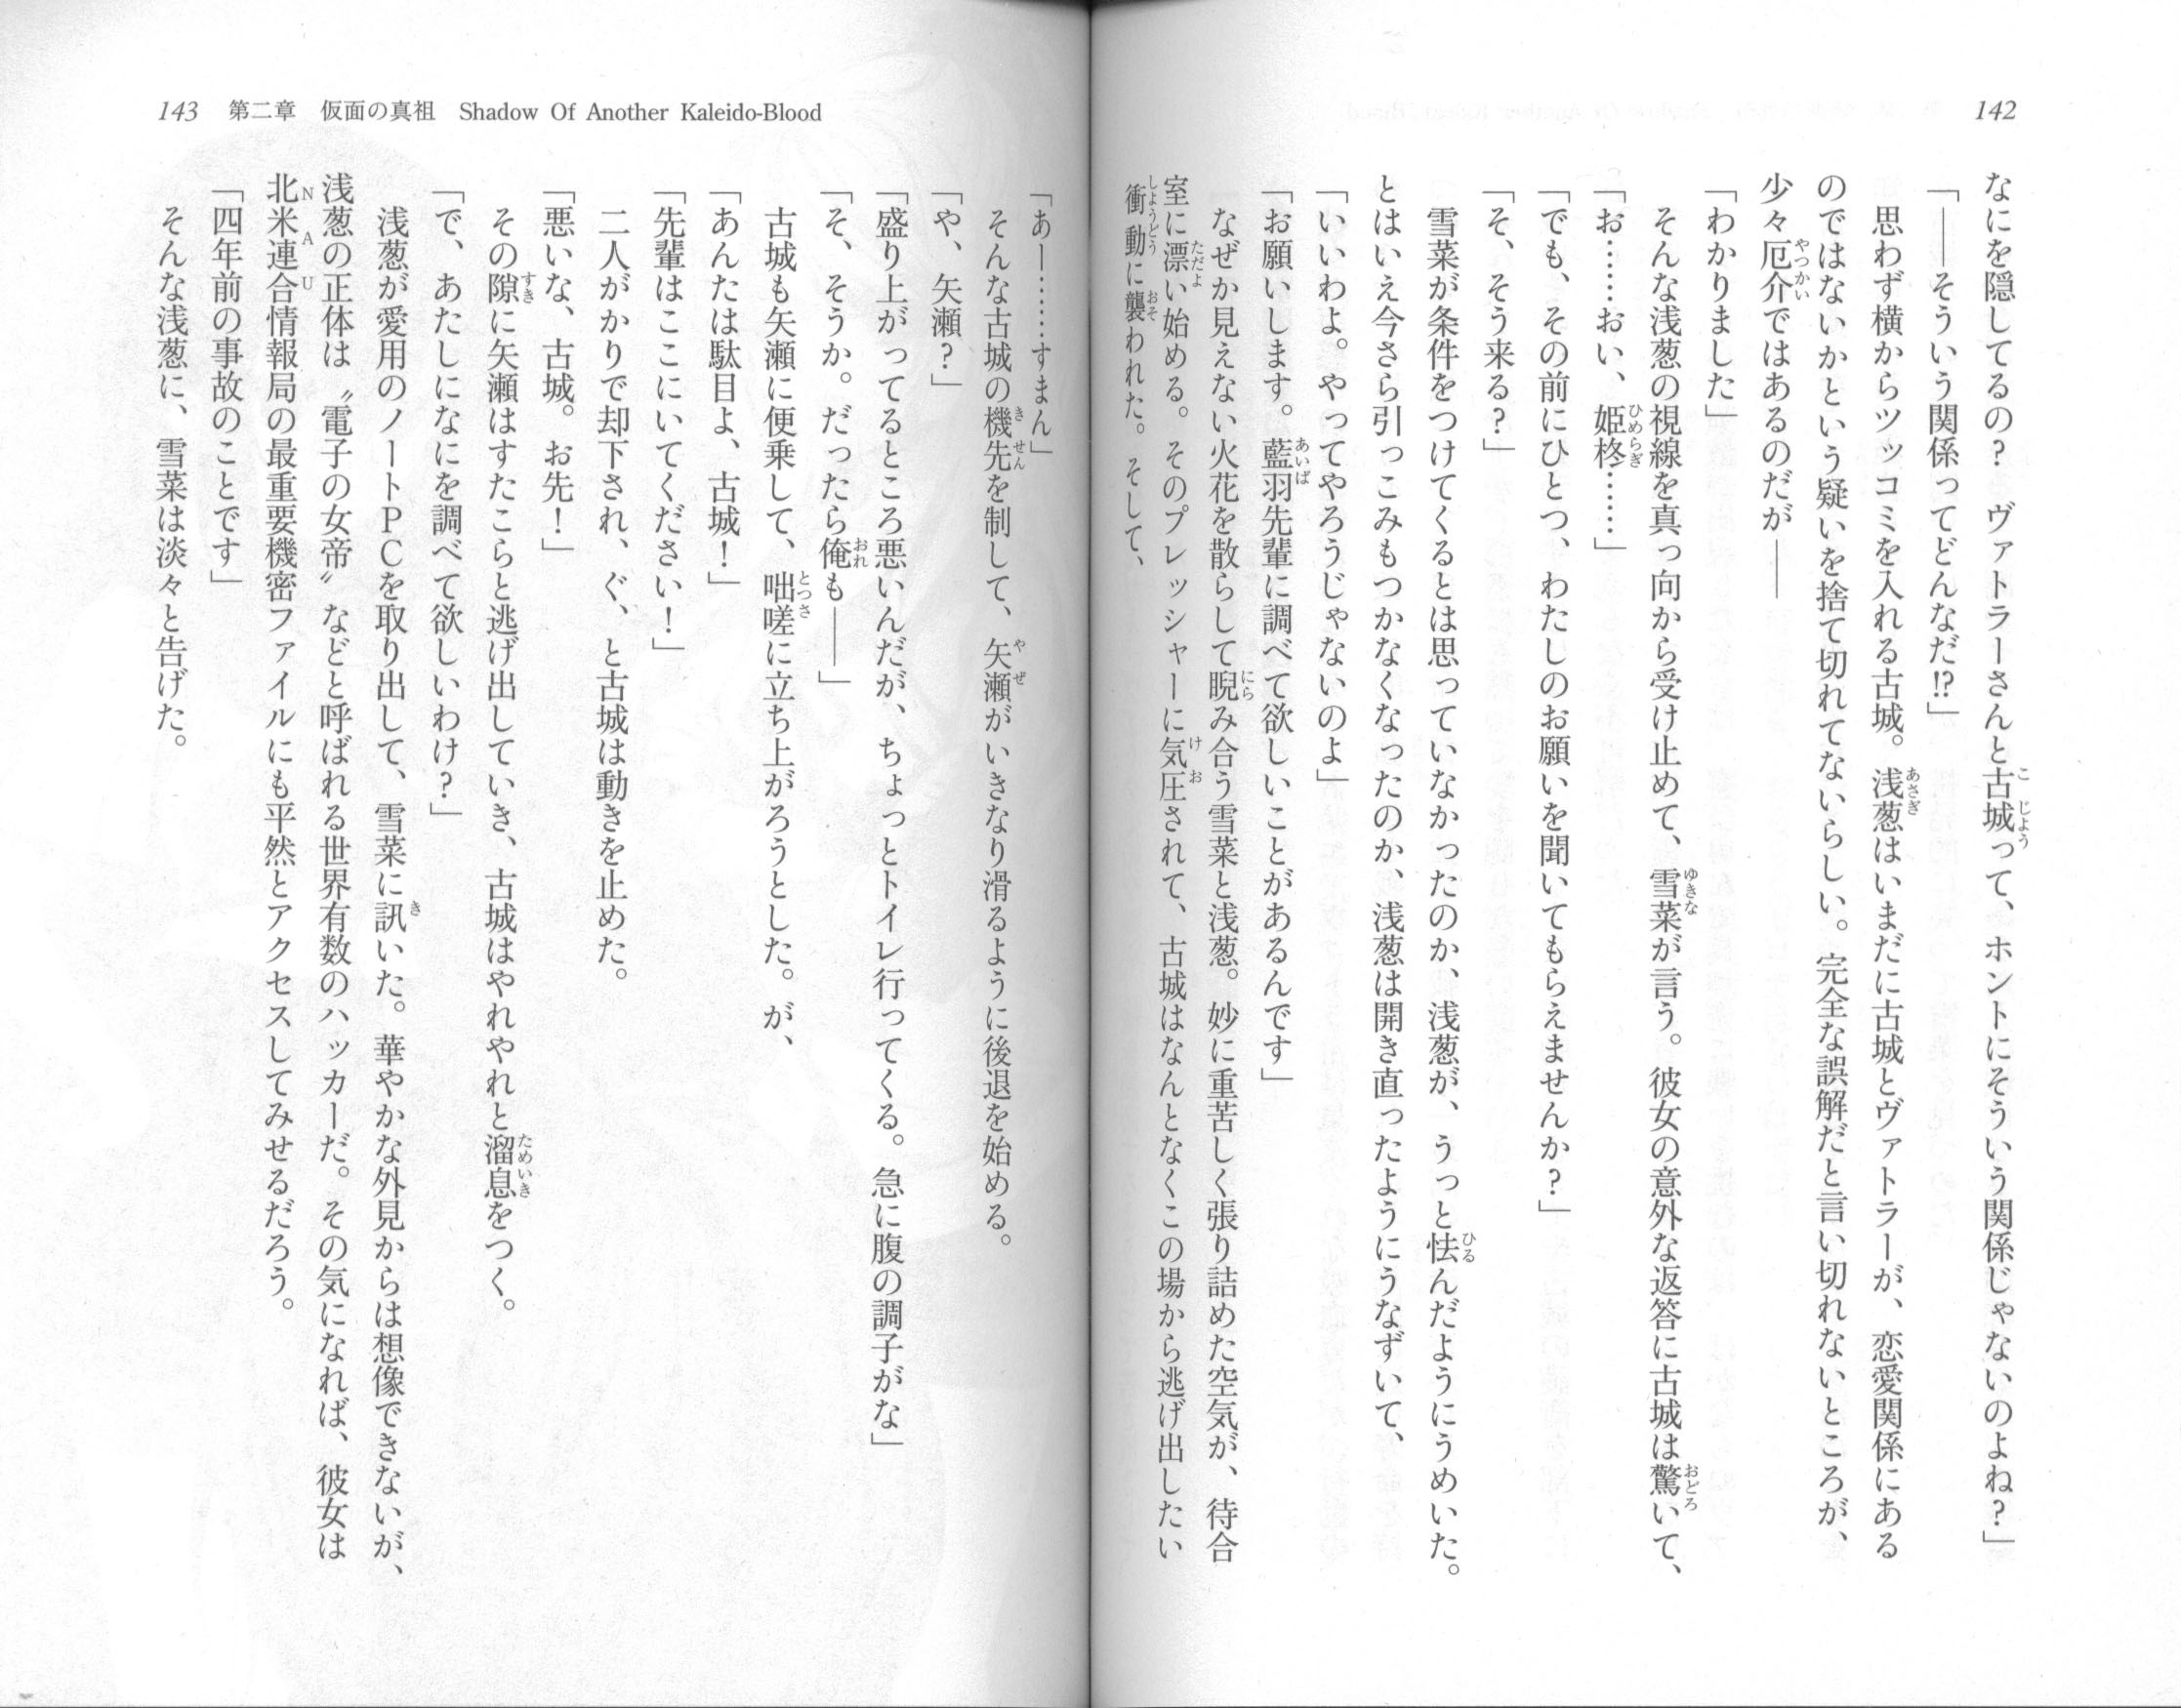 142
なにを隠してるの？　ヴァトラーさんと古城って、ホントにそういう関係じゃないのよね？」
「――そういう関係ってどんなだ!?」
　思わず横からツッコミを入れる古城。浅葱はいまだに古城とヴァトラーが、恋愛関係にある
のではないかという疑いを捨て切れてないらしい。完全な誤解だと言い切れないところが、
少々厄介ではあるのだが――
「わかりました」
　そんな浅葱の視線を真っ向から受け止めて、雪菜が言う。彼女の意外な返答に古城は驚いて、
「お……おい、姫柊……」
「でも、その前にひとつ、わたしのお願いを聞いてもらえませんか？」
「そ、そう来る？」
　雪菜が条件をつけてくるとは思っていなかったのか、浅葱が、うっと怯んだようにうめいた。
とはいえ今さら引っこみもつかなくなったのか、浅葱は開き直ったようにうなずいて、
「いいわよ。やってやろうじゃないのよ」
「お願いします。藍羽先輩に調べて欲しいことがあるんです」
　なぜか見えない火花を散らして睨み合う雪菜と浅葱。妙に重苦しく張り詰めた空気が、待合
室に漂い始める。そのプレッシャーに気圧されて、古城はなんとなくこの場から逃げ出したい
衝動に襲われた。そして、
143　第二章　仮面の真祖　Shadow Of Another Kaleido-Blood
「あー……すまん」
　そんな古城の機先を制して、矢瀬がいきなり滑るように後退を始める。
「や、矢瀬？」
「盛り上がってるところ悪いんだが、ちょっとトイレ行ってくる。急に腹の調子がな」
「そ、そうか。だったら俺も――」
　古城も矢瀬に便乗して、咄嗟に立ち上がろうとした。が、
「あんたは駄目よ、古城！」
「先輩はここにいてください！」
　二人がかりで却下され、ぐ、と古城は動きを止めた。
「悪いな、古城。お先！」
　その隙に矢瀬はすたこらと逃げ出していき、古城はやれやれと溜息をつく。
「で、あたしになにを調べて欲しいわけ？」
　浅葱が愛用のノートＰＣを取り出して、雪菜に訊いた。華やかな外見からは想像できないが、
浅葱の正体は〝電子の女帝〟などと呼ばれる世界有数のハッカーだ。その気になれば、彼女は
北米連合情報局の最重要機密ファイルにも平然とアクセスしてみせるだろう。
「四年前の事故のことです」
　そんな浅葱に、雪菜は淡々と告げた。